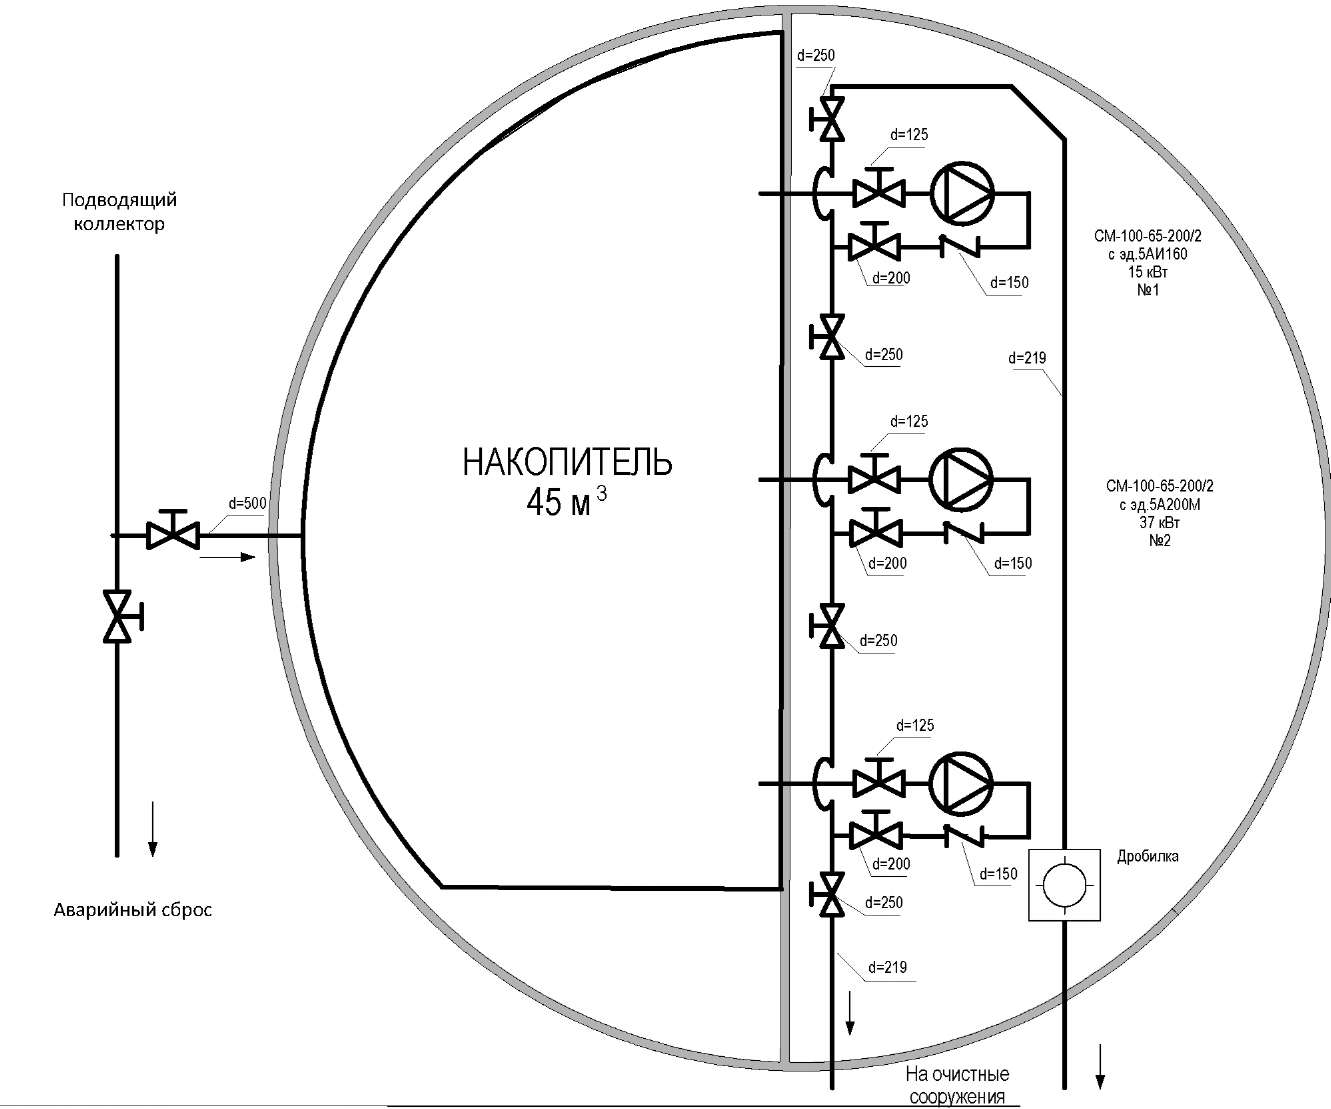 d=250
d=125
Подводящий
коллектор
СМ-100-65-200/2
с эд.5АИ160
15 кВт
№1
d=200
d=150
d=250
d=219
d=125
НАКОПИТЕЛЬ
45 м 3
СМ-100-65-200/2
с эд.5А200М
37 кВт
№2
d=500
d=200
d=150
d=250
d=125
d=200
d=150
Дробилка
d=250
Аварийный сброс
d=219
На очистные
сооружения